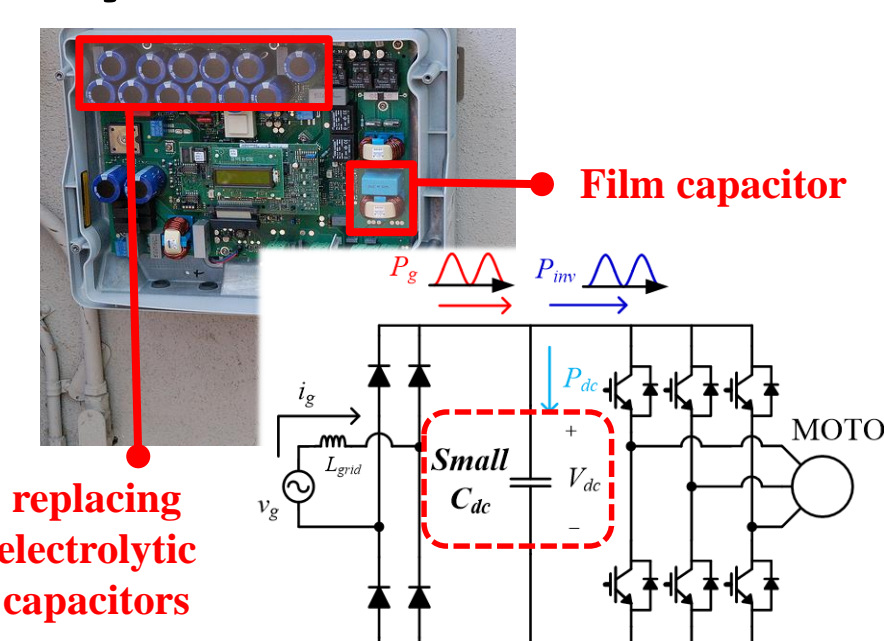 Film capacitor
P_g
P_inv
P_dc
i_g
MOTO
+
L_grid
Small
C_dc
V_dc
v_g
−
replacing
electrolytic
capacitors